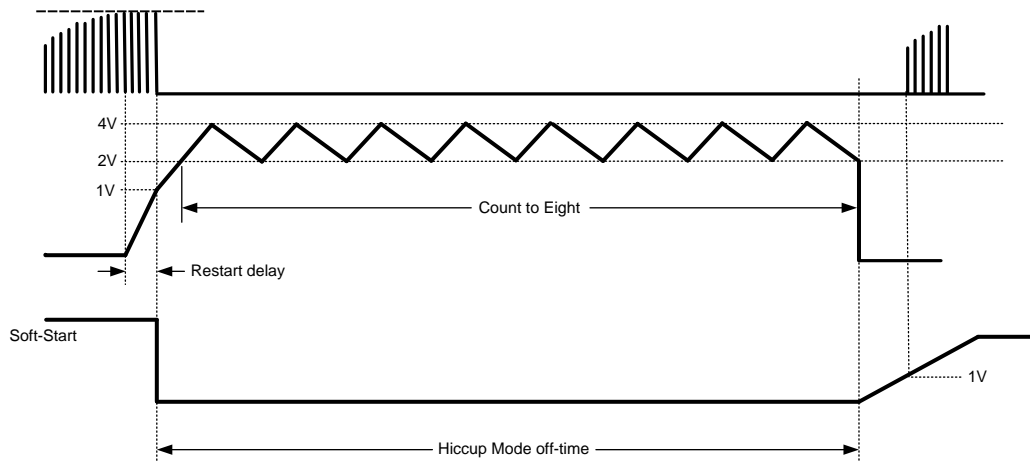 4V
2V
1V
Count to Eight
Restart delay
Soft-Start
1V
Hiccup Mode off-time